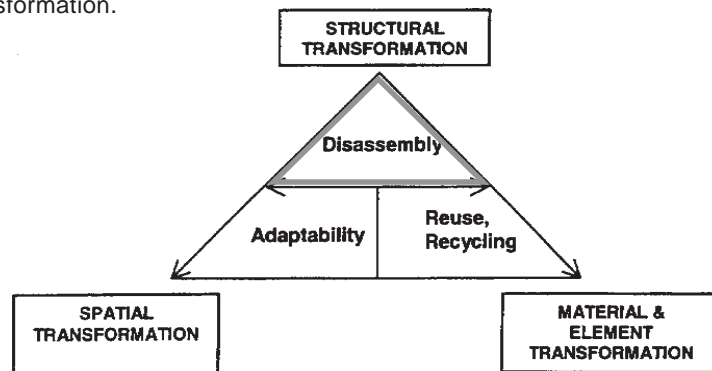 sformation.
STRUCTURAL
TRANSFORMATION
Disassembly
Adaptability
Reuse,
Recycling
SPATIAL
TRANSFORMATION
MATERIAL &
ELEMENT
TRANSFORMATION